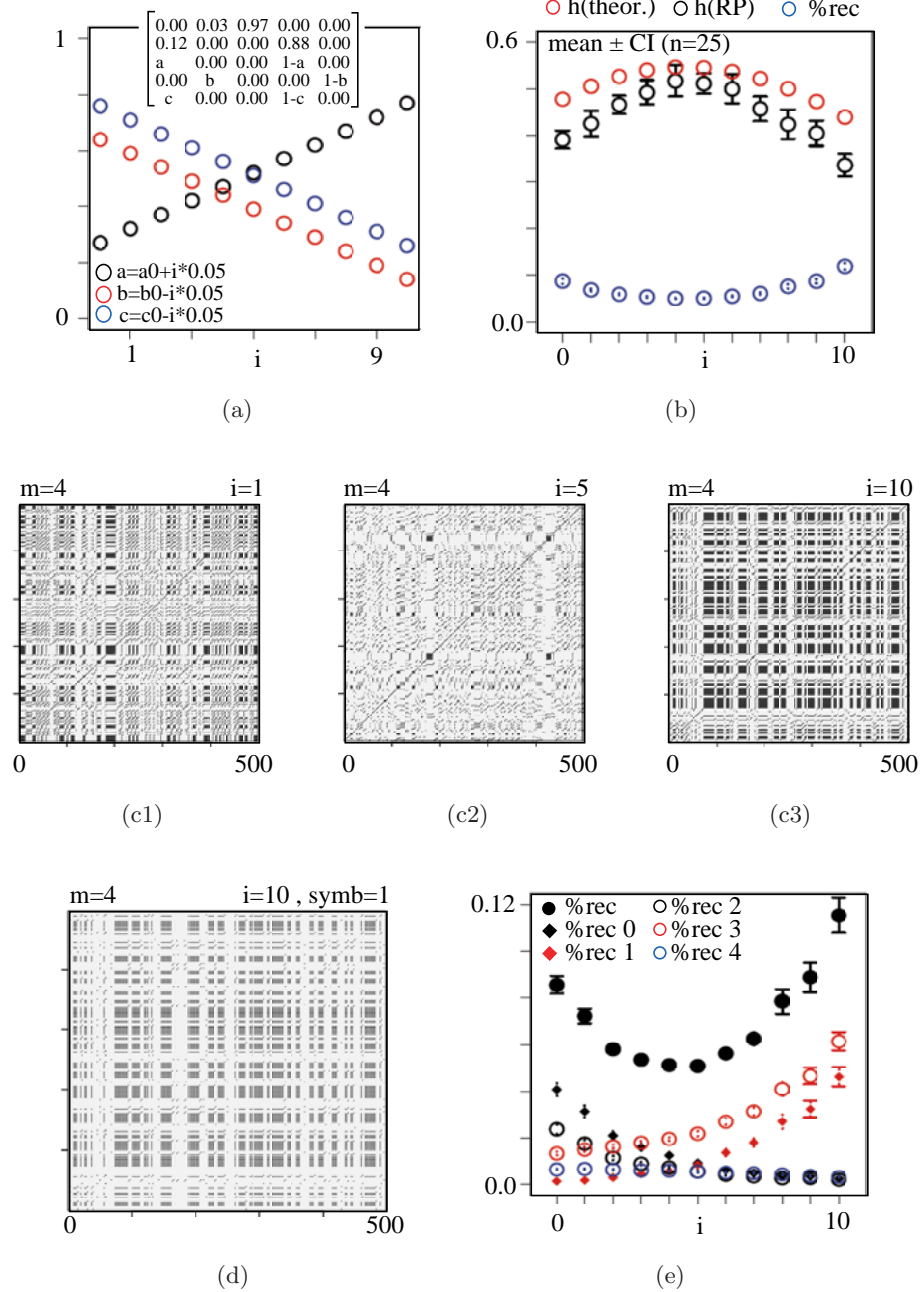 h(theor.) h(RP) %rec
1
0.00 0.03 0.97 0.00 0.00
0.12 0.00 0.00 0.88 0.00
a 0.00 0.00 1-a 0.00
0.00 b 0.00 0.00 1-b
c 0.00 0.00 1-c 0.00
a=a0+i*0.05
b=b0-i*0.05
c=c0-i*0.05
0
1 i 9
(a)
0.6
mean ± CI (n=25)
0.0
0 i 10
(b)
m=4 i=1
0 500
(c1)
m=4 i=5
0 500
(c2)
m=4 i=10
0 500
(c3)
m=4 i=10 , symb=1
0 500
(d)
0.12
%rec %rec 2
%rec 0 %rec 3
%rec 1 %rec 4
0.0
0 i 10
(e)